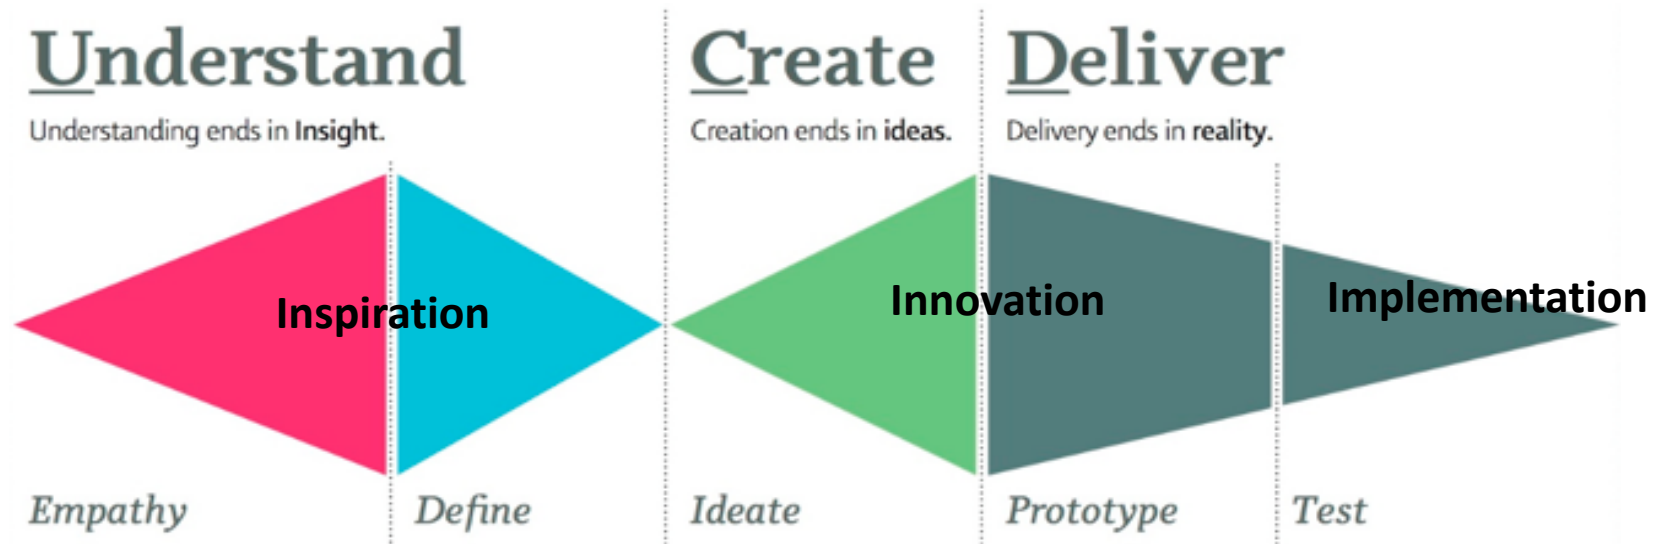 Understand
Create
Deliver
Understanding ends in Insight.
Creation ends in ideas.
Delivery ends in reality.
Inspiration
Innovation
Implementation
Empathy
Define
Ideate
Prototype
Test